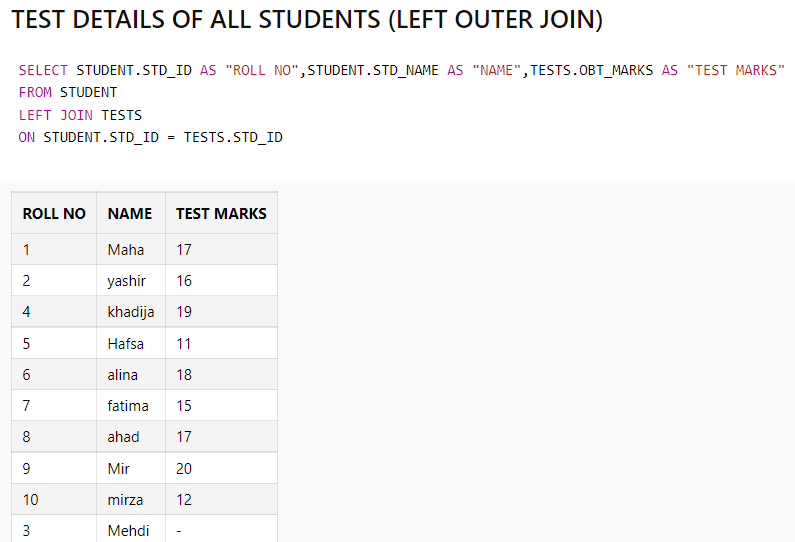 TEST DETAILS OF ALL STUDENTS (LEFT OUTER JOIN)
SELECT STUDENT.STD_ID AS "ROLL NO",STUDENT.STD_NAME AS "NAME",TESTS.OBT_MARKS AS "TEST MARKS"
FROM STUDENT
LEFT JOIN TESTS
ON STUDENT.STD_ID = TESTS.STD_ID
ROLL NO NAME TEST MARKS
1 Maha 17
2 yashir 16
4 khadija 19
5 Hafsa 11
6 alina 18
7 fatima 15
8 ahad 17
9 Mir 20
10 mirza 12
3 Mehdi -